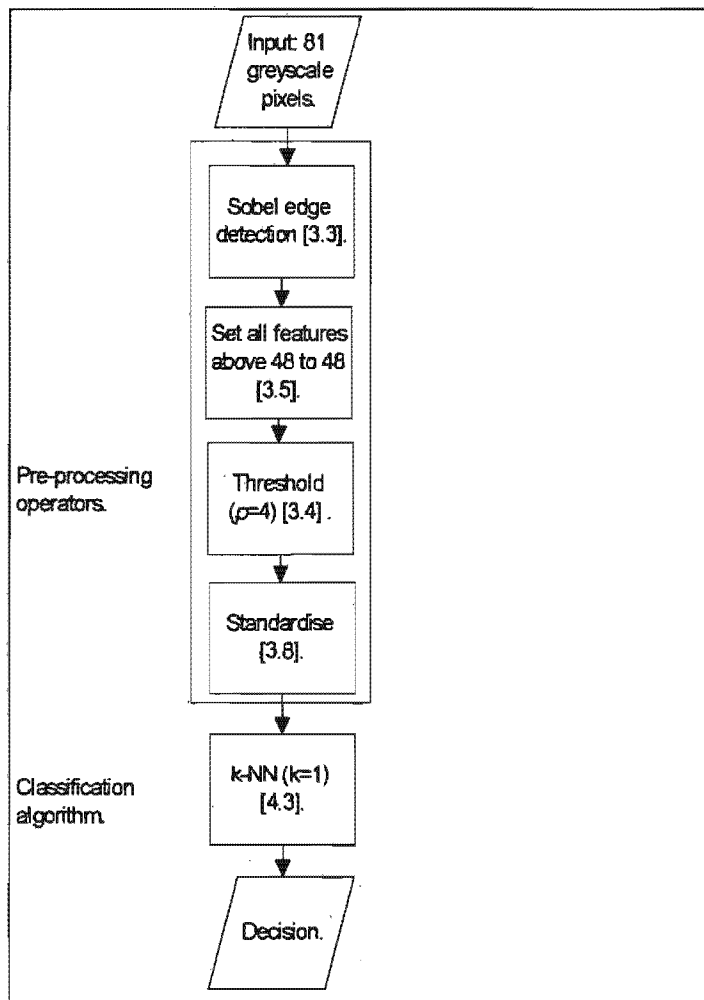 Input: 81
greyscale
pixels.
Sobel edge
detection [3.3].
Set all features
above 48 to 48
[3.5].
Pre-processing
operators.
Threshold
(ρ=4) [3.4] .
Standardise
[3.8].
Classification
algorithm.
k-NN (k=1)
[4.3].
Decision.